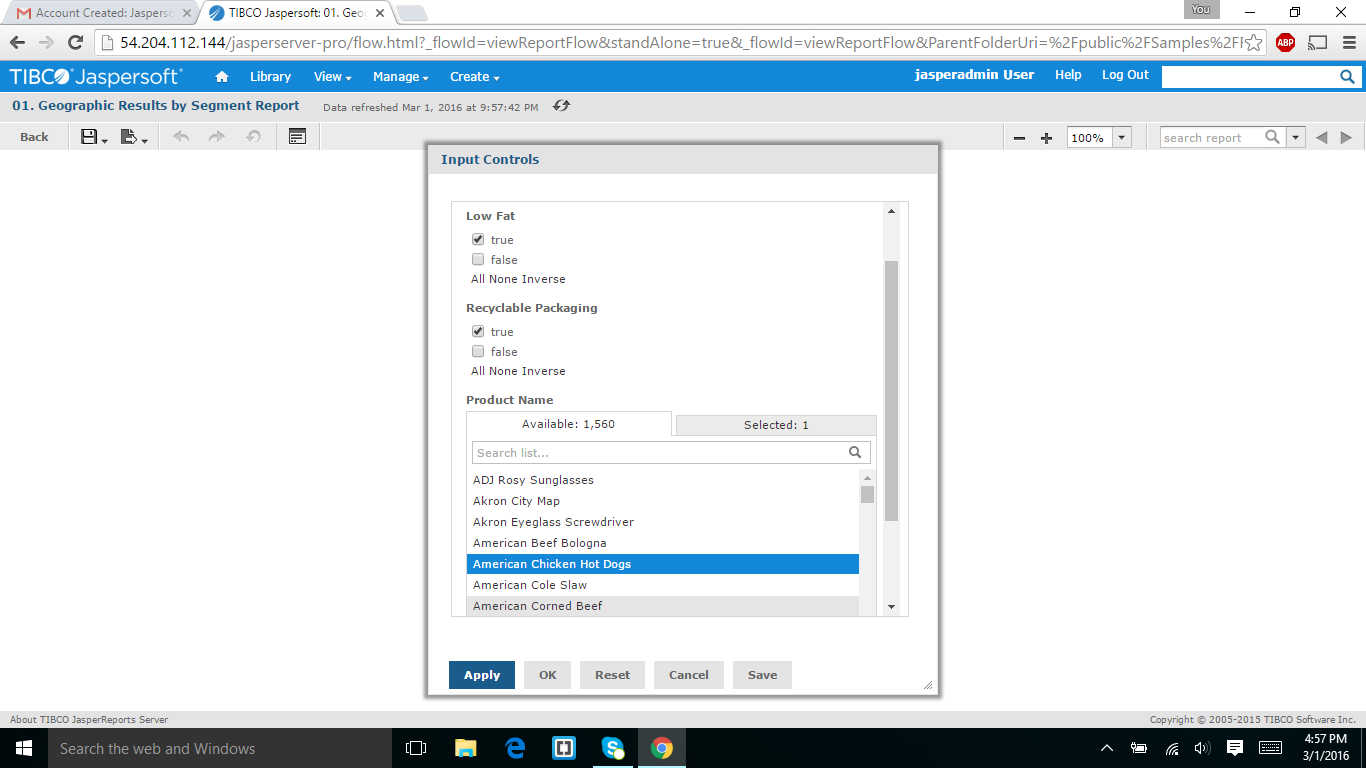 Account Created: Jaspers
TIBCO Jaspersoft: 01. Geo
You
54.204.112.144/jasperserver-pro/flow.html?_flowId=viewReportFlow&standAlone=true&_flowId=viewReportFlow&ParentFolderUri=%2Fpublic%2FSamples%2F
ABP
TIBCO Jaspersoft®
Library
View
Manage
Create
jasperadmin User
Help
Log Out
01. Geographic Results by Segment Report
Data refreshed Mar 1, 2016 at 9:57:42 PM
Back
100%
search report
Input Controls
Low Fat
true
false
All None Inverse
Recyclable Packaging
true
false
All None Inverse
Product Name
Available: 1,560
Selected: 1
Search list...
ADJ Rosy Sunglasses
Akron City Map
Akron Eyeglass Screwdriver
American Beef Bologna
American Chicken Hot Dogs
American Cole Slaw
American Corned Beef
Apply
OK
Reset
Cancel
Save
About TIBCO JasperReports Server
Copyright © 2005-2015 TIBCO Software Inc.
Search the web and Windows
4:57 PM
3/1/2016